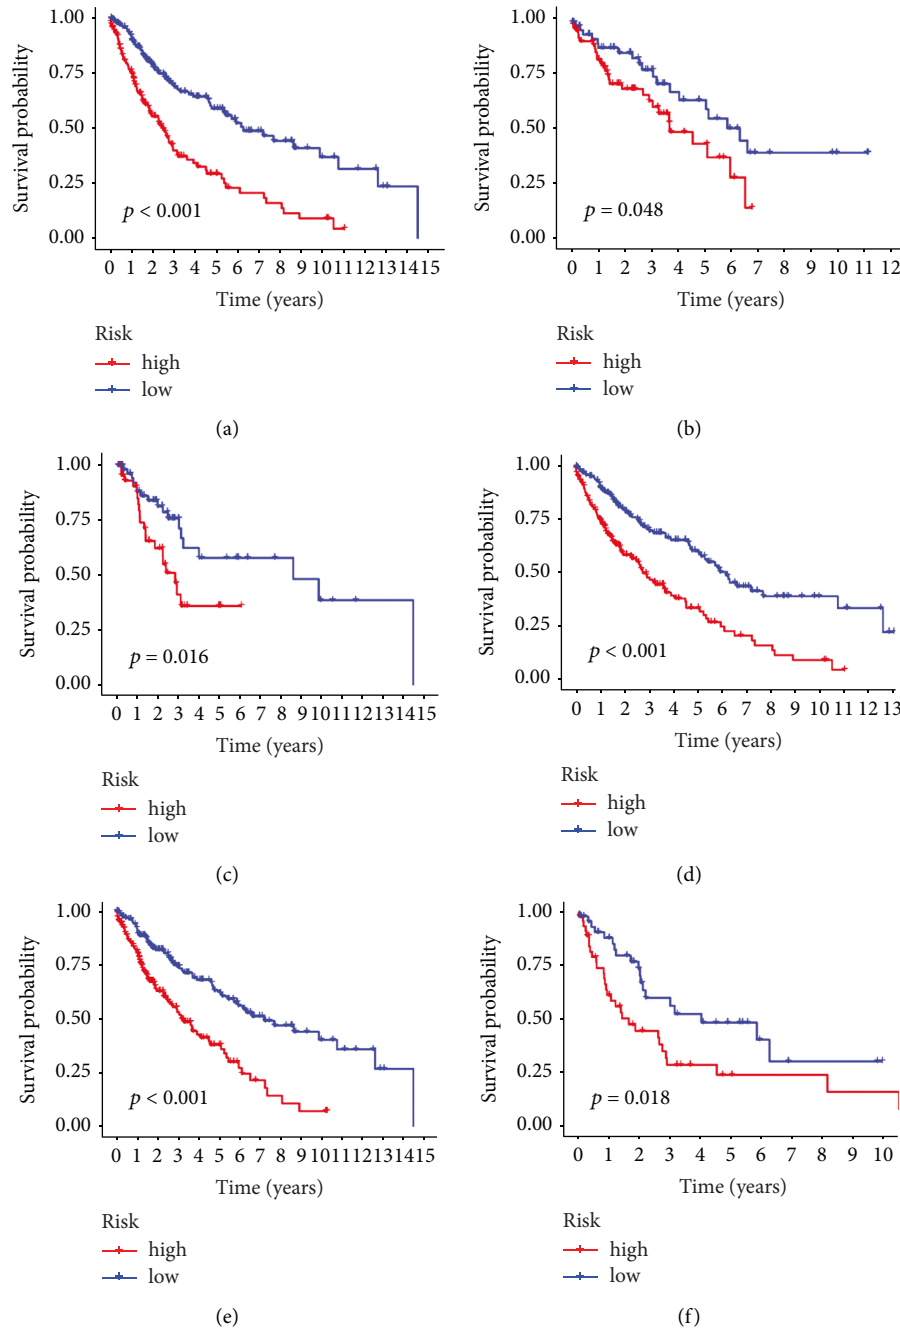 1.00
0.75
0.50
0.25
0.00
Survival probability
p < 0.001
0 1 2 3 4 5 6 7 8 9 10 11 12 13 14 15
Time (years)
Risk
high
low
(a)
1.00
0.75
0.50
0.25
0.00
Survival probability
p = 0.048
0 1 2 3 4 5 6 7 8 9 10 11 12
Time (years)
Risk
high
low
(b)
1.00
0.75
0.50
0.25
0.00
Survival probability
p = 0.016
0 1 2 3 4 5 6 7 8 9 10 11 12 13 14 15
Time (years)
Risk
high
low
(c)
1.00
0.75
0.50
0.25
0.00
Survival probability
p < 0.001
0 1 2 3 4 5 6 7 8 9 10 11 12 13
Time (years)
Risk
high
low
(d)
1.00
0.75
0.50
0.25
0.00
Survival probability
p < 0.001
0 1 2 3 4 5 6 7 8 9 10 11 12 13 14 15
Time (years)
Risk
high
low
(e)
1.00
0.75
0.50
0.25
0.00
Survival probability
p = 0.018
0 1 2 3 4 5 6 7 8 9 10
Time (years)
Risk
high
low
(f)